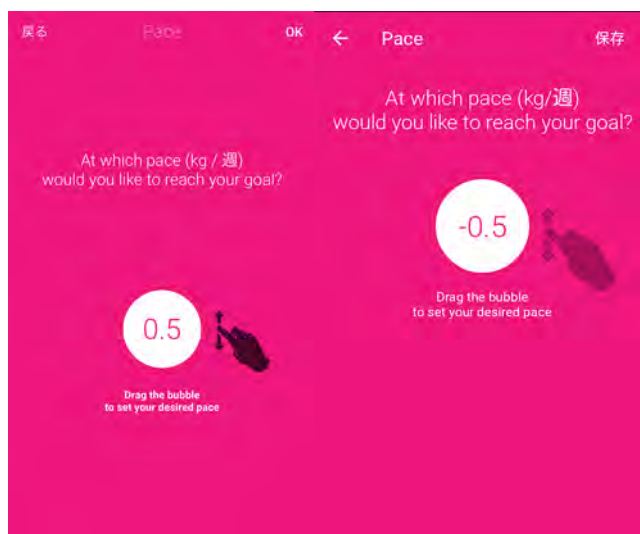 戻る
Pace
OK
At which pace (kg / 週)
would you like to reach your goal?
0.5
Drag the bubble
to set your desired pace
Pace
保存
At which pace (kg/週)
would you like to reach your goal?
-0.5
Drag the bubble
to set your desired pace